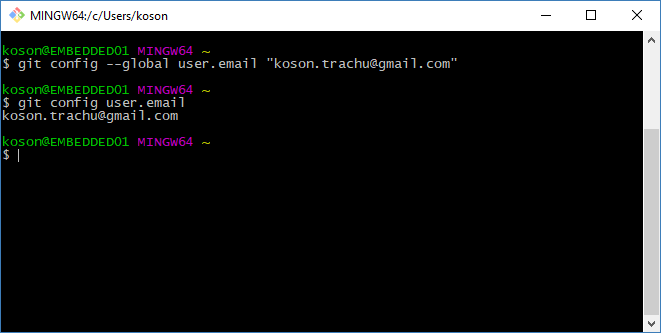 MINGW64:/c/Users/koson
koson@EMBEDDED01 MINGW64 ~
$ git config --global user.email "koson.trachu@gmail.com"
koson@EMBEDDED01 MINGW64 ~
$ git config user.email
koson.trachu@gmail.com
koson@EMBEDDED01 MINGW64 ~
$